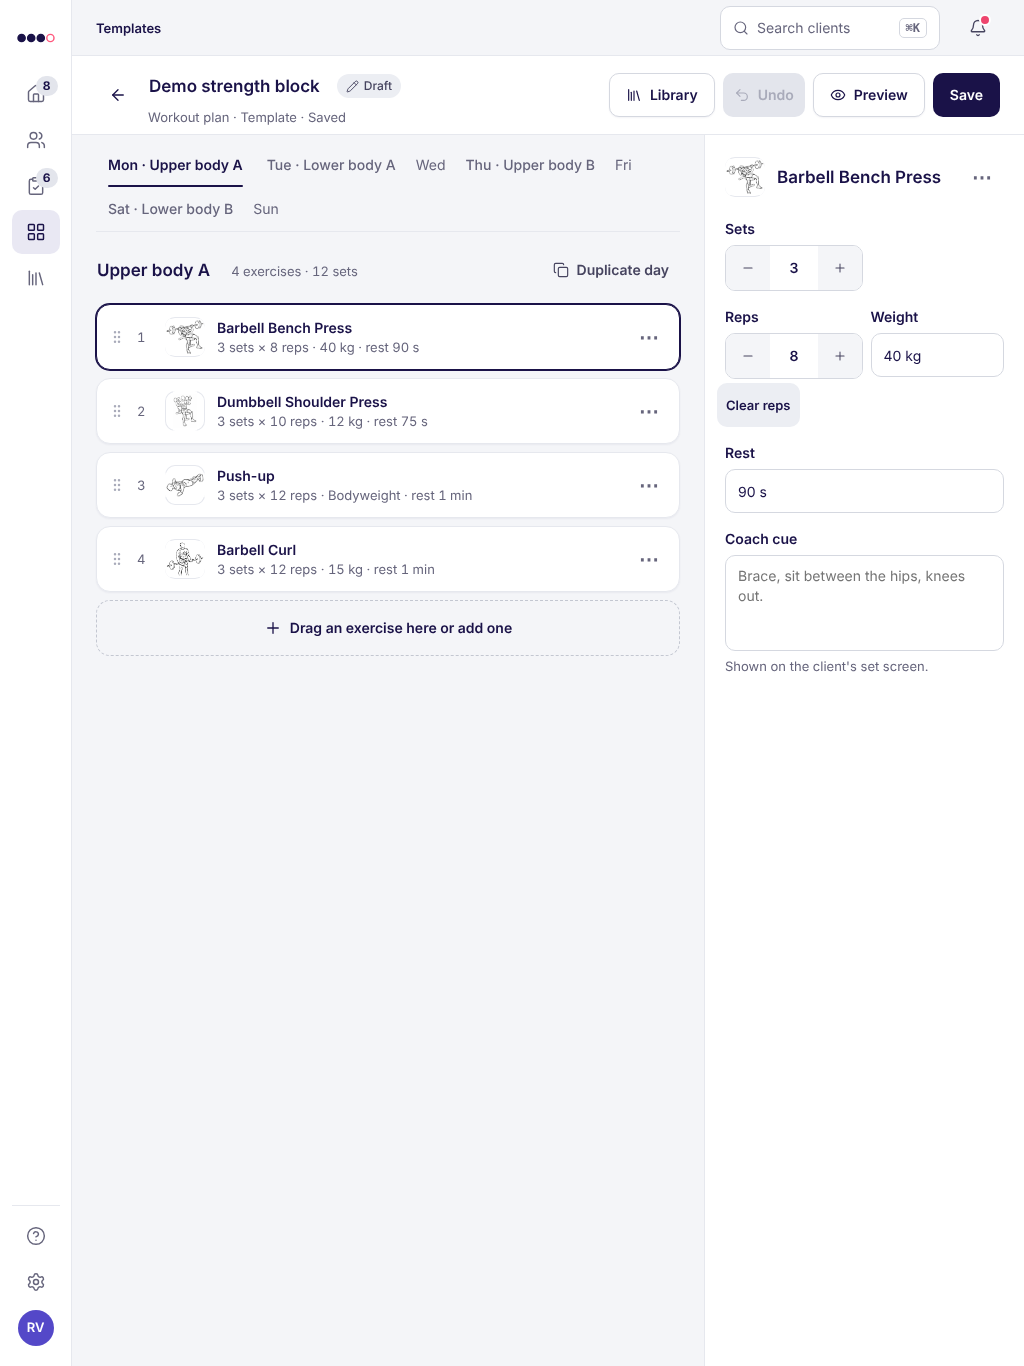 Templates
Search clients
⌘K
8
6
Demo strength block
Draft
Workout plan · Template · Saved
Library
Undo
Preview
Save
Mon · Upper body A
Tue · Lower body A
Wed
Thu · Upper body B
Fri
Sat · Lower body B
Sun
Upper body A
4 exercises · 12 sets
Duplicate day
1
Barbell Bench Press
3 sets × 8 reps · 40 kg · rest 90 s
2
Dumbbell Shoulder Press
3 sets × 10 reps · 12 kg · rest 75 s
3
Push-up
3 sets × 12 reps · Bodyweight · rest 1 min
4
Barbell Curl
3 sets × 12 reps · 15 kg · rest 1 min
Drag an exercise here or add one
Barbell Bench Press
Sets
3
Reps
Weight
8
40 kg
Clear reps
Rest
90 s
Coach cue
Brace, sit between the hips, knees
out.
Shown on the client's set screen.
RV